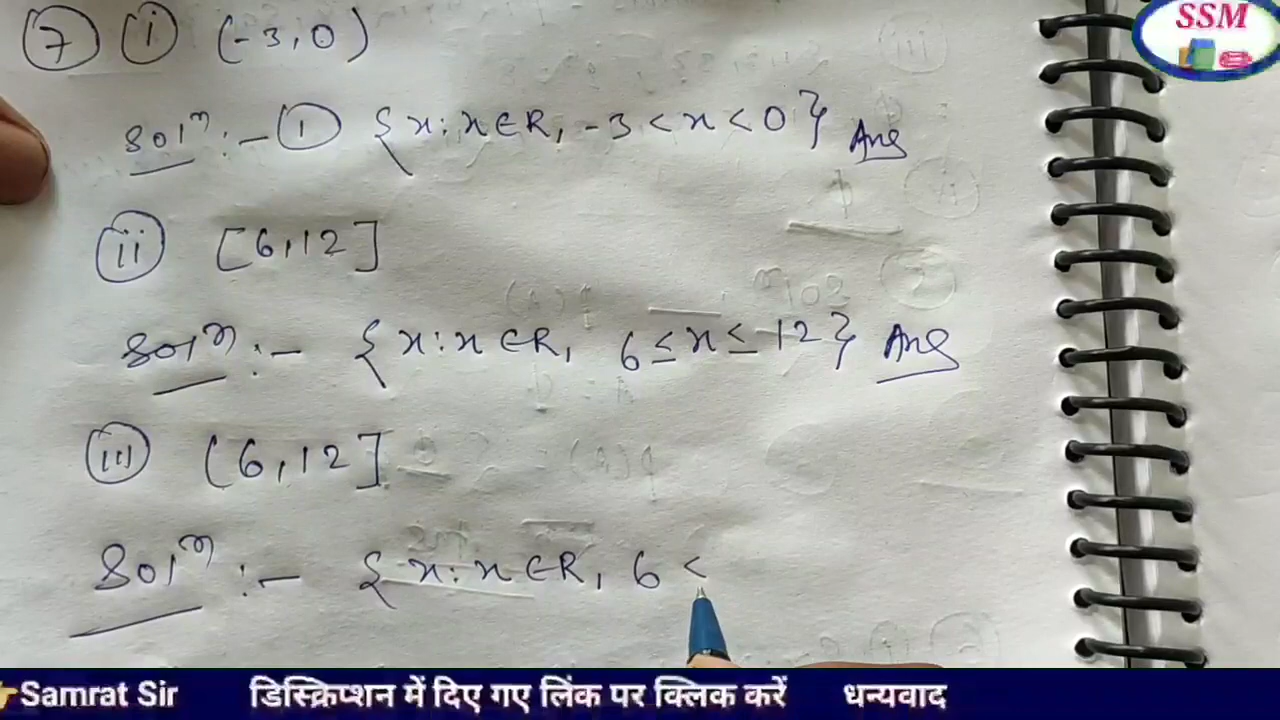 SSM
7 i (-3,0)
Solⁿ :- i {x : x ∈ R, -3 < x < 0} Ans
ii [6,12]
Solⁿ :- {x : x ∈ R, 6 ≤ x ≤ 12} Ans
iii (6,12]
Solⁿ :- {x : x ∈ R, 6 <
👉Samrat Sir डिस्क्रिप्शन में दिए गए लिंक पर क्लिक करें धन्यवाद